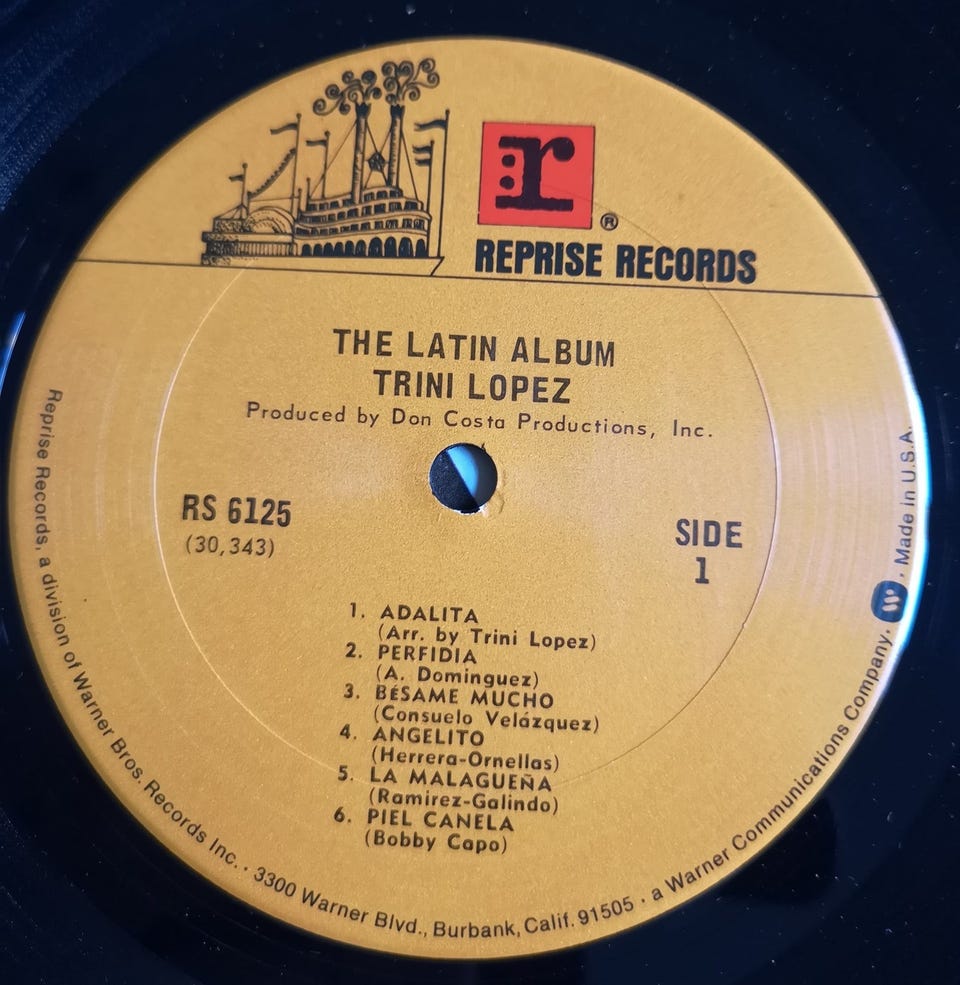 r:
®
REPRISE RECORDS
THE LATIN ALBUM
TRINI LOPEZ
Produced by Don Costa Productions, Inc.
RS 6125
(30,343)
SIDE
1
1. ADALITA
(Arr. by Trini Lopez)
2. PERFIDIA
(A. Dominguez)
3. BÉSAME MUCHO
(Consuelo Velázquez)
4. ANGELITO
(Herrera-Ornellas)
5. LA MALAGUEÑA
(Ramirez-Galindo)
6. PIEL CANELA
(Bobby Capo)
Reprise Records, a division of Warner Bros. Records Inc. · 3300 Warner Blvd., Burbank, Calif. 91505 · a Warner Communications Company. W . Made in U.S.A.